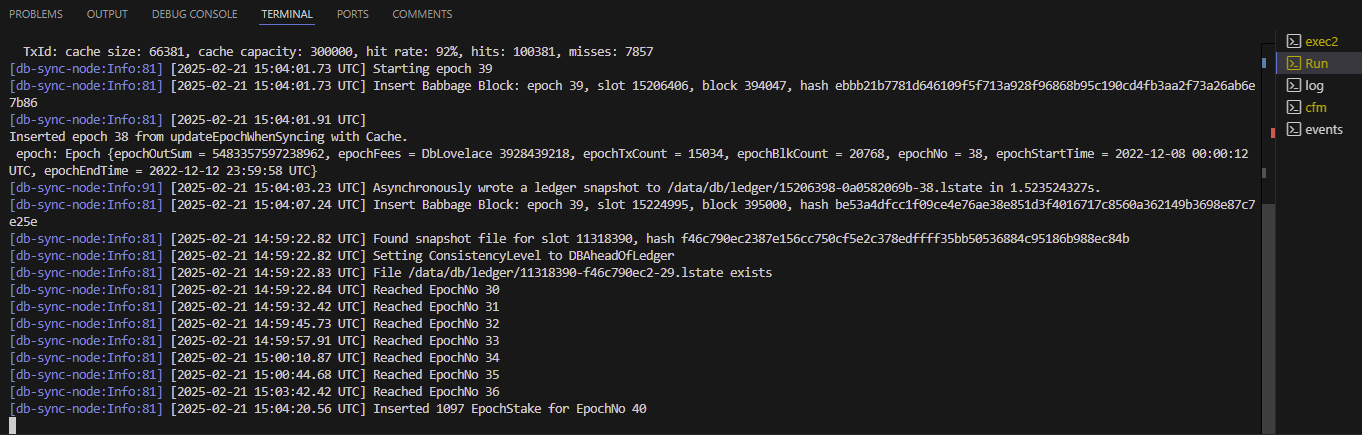 PROBLEMS OUTPUT DEBUG CONSOLE TERMINAL PORTS COMMENTS
TxId: cache size: 66381, cache capacity: 300000, hit rate: 92%, hits: 100381, misses: 7857
[db-sync-node:Info:81] [2025-02-21 15:04:01.73 UTC] Starting epoch 39
[db-sync-node:Info:81] [2025-02-21 15:04:01.73 UTC] Insert Babbage Block: epoch 39, slot 15206406, block 394047, hash ebbb21b7781d646109f5f713a928f96868b95c190cd4fb3aa2f73a26ab6e
7b86
[db-sync-node:Info:81] [2025-02-21 15:04:01.91 UTC]
Inserted epoch 38 from updateEpochWhenSyncing with Cache.
epoch: Epoch {epochOutSum = 5483357597238962, epochFees = DbLovelace 3928439218, epochTxCount = 15034, epochBlkCount = 20768, epochNo = 38, epochStartTime = 2022-12-08 00:00:12
UTC, epochEndTime = 2022-12-12 23:59:58 UTC}
[db-sync-node:Info:91] [2025-02-21 15:04:03.23 UTC] Asynchronously wrote a ledger snapshot to /data/db/ledger/15206398-0a0582069b-38.lstate in 1.523524327s.
[db-sync-node:Info:81] [2025-02-21 15:04:07.24 UTC] Insert Babbage Block: epoch 39, slot 15224995, block 395000, hash be53a4dfcc1f09ce4e76ae38e851d3f4016717c8560a362149b3698e87c7
e25e
[db-sync-node:Info:81] [2025-02-21 14:59:22.82 UTC] Found snapshot file for slot 11318390, hash f46c790ec2387e156cc750cf5e2c378edffff35bb50536884c95186b988ec84b
[db-sync-node:Info:81] [2025-02-21 14:59:22.82 UTC] Setting ConsistencyLevel to DBAheadOfLedger
[db-sync-node:Info:81] [2025-02-21 14:59:22.83 UTC] File /data/db/ledger/11318390-f46c790ec2-29.lstate exists
[db-sync-node:Info:81] [2025-02-21 14:59:22.84 UTC] Reached EpochNo 30
[db-sync-node:Info:81] [2025-02-21 14:59:32.42 UTC] Reached EpochNo 31
[db-sync-node:Info:81] [2025-02-21 14:59:45.73 UTC] Reached EpochNo 32
[db-sync-node:Info:81] [2025-02-21 14:59:57.91 UTC] Reached EpochNo 33
[db-sync-node:Info:81] [2025-02-21 15:00:10.87 UTC] Reached EpochNo 34
[db-sync-node:Info:81] [2025-02-21 15:00:44.68 UTC] Reached EpochNo 35
[db-sync-node:Info:81] [2025-02-21 15:03:42.42 UTC] Reached EpochNo 36
[db-sync-node:Info:81] [2025-02-21 15:04:20.56 UTC] Inserted 1097 EpochStake for EpochNo 40
exec2
Run
log
cfm
events